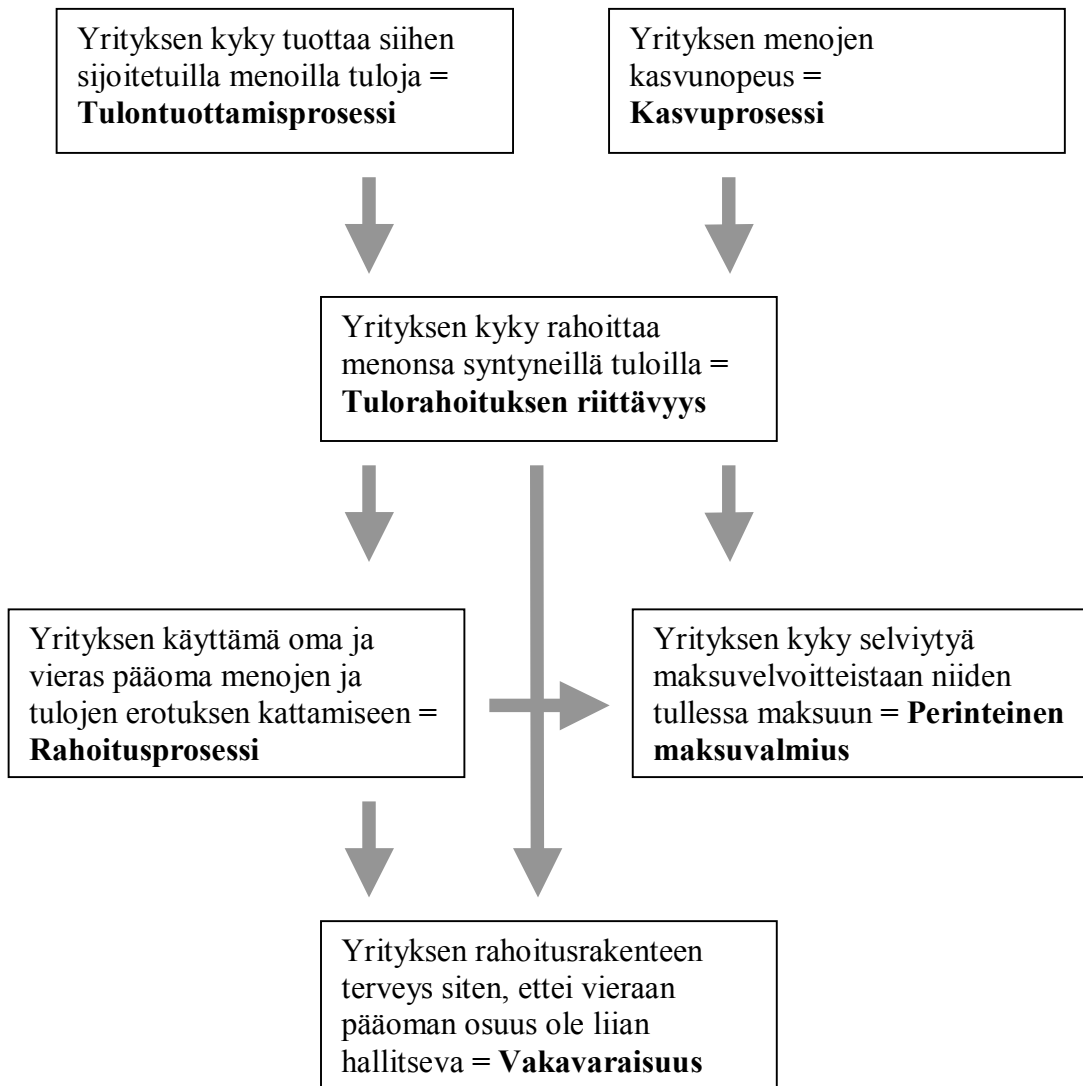 Yrityksen kyky tuottaa siihen
sijoitetuilla menoilla tuloja =
Tulontuottamisprosessi
Yrityksen menojen
kasvunopeus =
Kasvuprosessi
Yrityksen kyky rahoittaa
menonsa syntyneillä tuloilla =
Tulorahoituksen riittävyys
Yrityksen käyttämä oma ja
vieras pääoma menojen ja
tulojen erotuksen kattamiseen =
Rahoitusprosessi
Yrityksen kyky selviytyä
maksuvelvoitteistaan niiden
tullessa maksuun = Perinteinen
maksuvalmius
Yrityksen rahoitusrakenteen
terveys siten, ettei vieraan
pääoman osuus ole liian
hallitseva = Vakavaraisuus